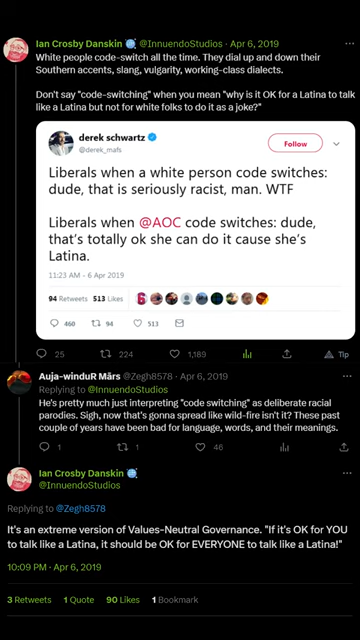 Ian Crosby Danskin @InnuendoStudios · Apr 6, 2019
White people code-switch all the time. They dial up and down their
Southern accents, slang, vulgarity, working-class dialects.
Don't say "code-switching" when you mean "why is it OK for a Latina to talk
like a Latina but not for white folks to do it as a joke?"
derek schwartz
@derek_mafs
Follow
Liberals when a white person code switches:
dude, that is seriously racist, man. WTF
Liberals when @AOC code switches: dude,
that's totally ok she can do it cause she's
Latina.
11:23 AM - 6 Apr 2019
94 Retweets 513 Likes
460 94 513
25 224 1,189 Tip
Auja-winduR Mārs @Zegh8578 · Apr 6, 2019
Replying to @InnuendoStudios
He's pretty much just interpreting "code switching" as deliberate racial
parodies. Sigh, now that's gonna spread like wild-fire isn't it? These past
couple of years have been bad for language, words, and their meanings.
1 1 46
Ian Crosby Danskin
@InnuendoStudios
Replying to @Zegh8578
It's an extreme version of Values-Neutral Governance. "If it's OK for YOU
to talk like a Latina, it should be OK for EVERYONE to talk like a Latina!"
10:09 PM · Apr 6, 2019
3 Retweets 1 Quote 90 Likes 1 Bookmark